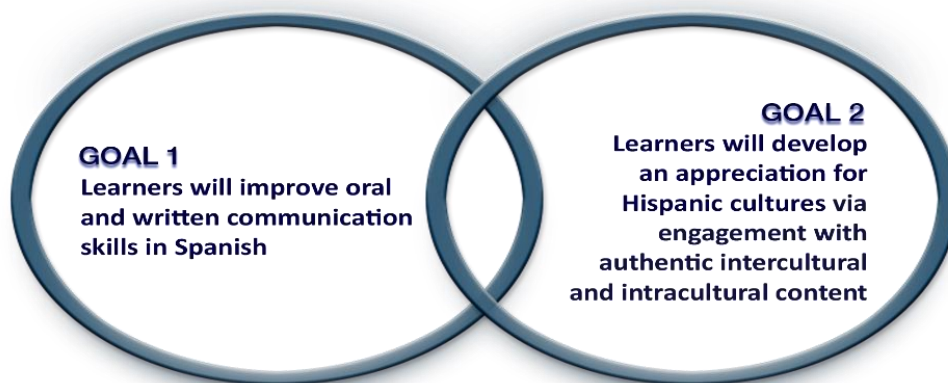 GOAL 1
Learners will improve oral
and written communication
skills in Spanish
GOAL 2
Learners will develop
an appreciation for
Hispanic cultures via
engagement with
authentic intercultural
and intracultural content